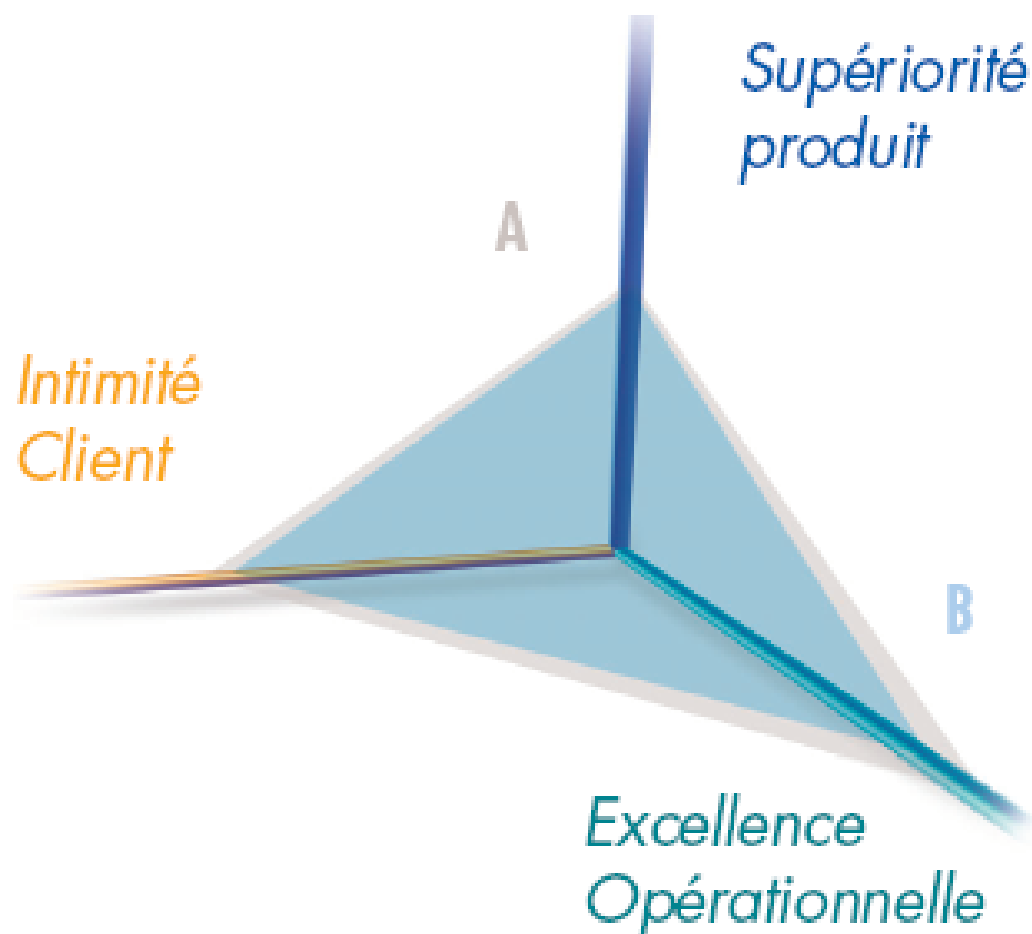 Supériorité
produit
A
Intimité
Client
B
Excellence
Opérationnelle